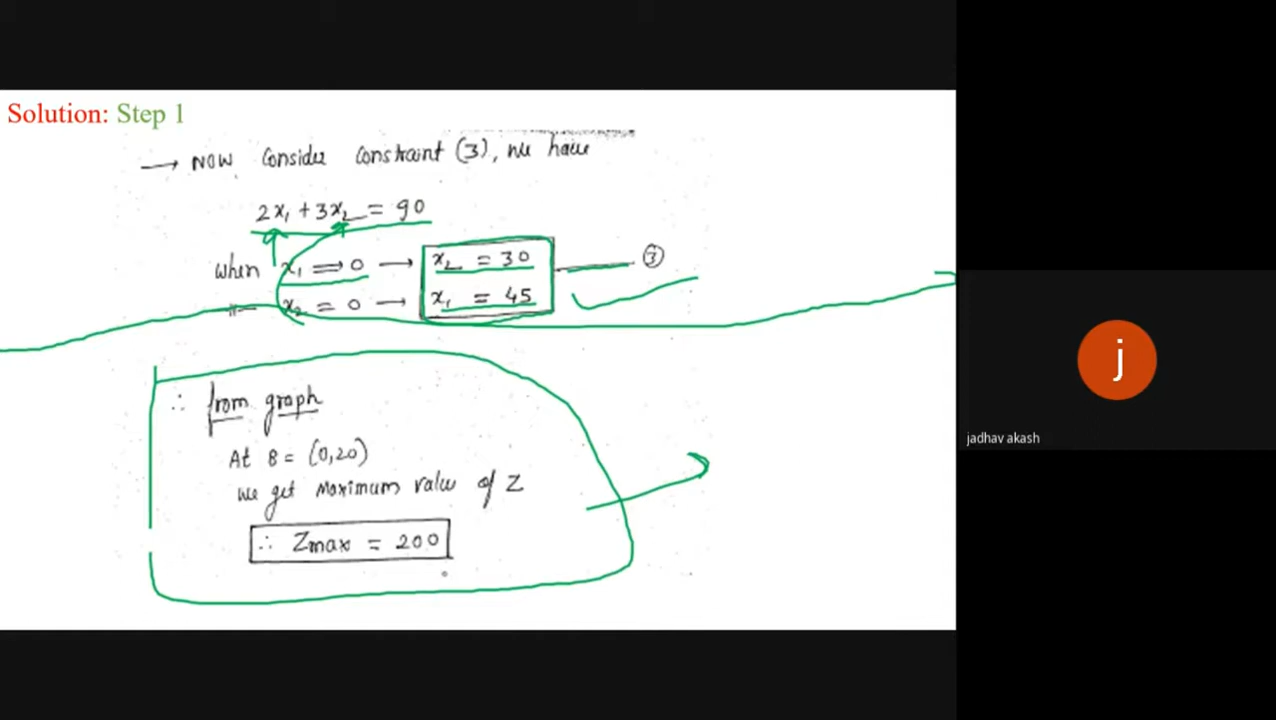 Solution: Step 1
→ NOW Consider Constraint (3), we have
2x₁ + 3x₂ = 90
when x₁ = 0 → x₂ = 30 — ③
〃 x₂ = 0 → x₁ = 45
∴ from graph
At B = (0,20)
We get Maximum value of Z
∴ Zmax = 200
j
jadhav akash